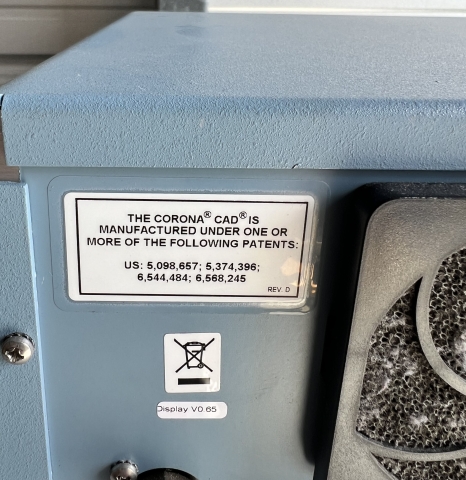 THE CORONA® CAD® IS
MANUFACTURED UNDER ONE OR
MORE OF THE FOLLOWING PATENTS:
US: 5,098,657; 5,374,396;
6,544,484; 6,568,245
REV. D
Display V0.65